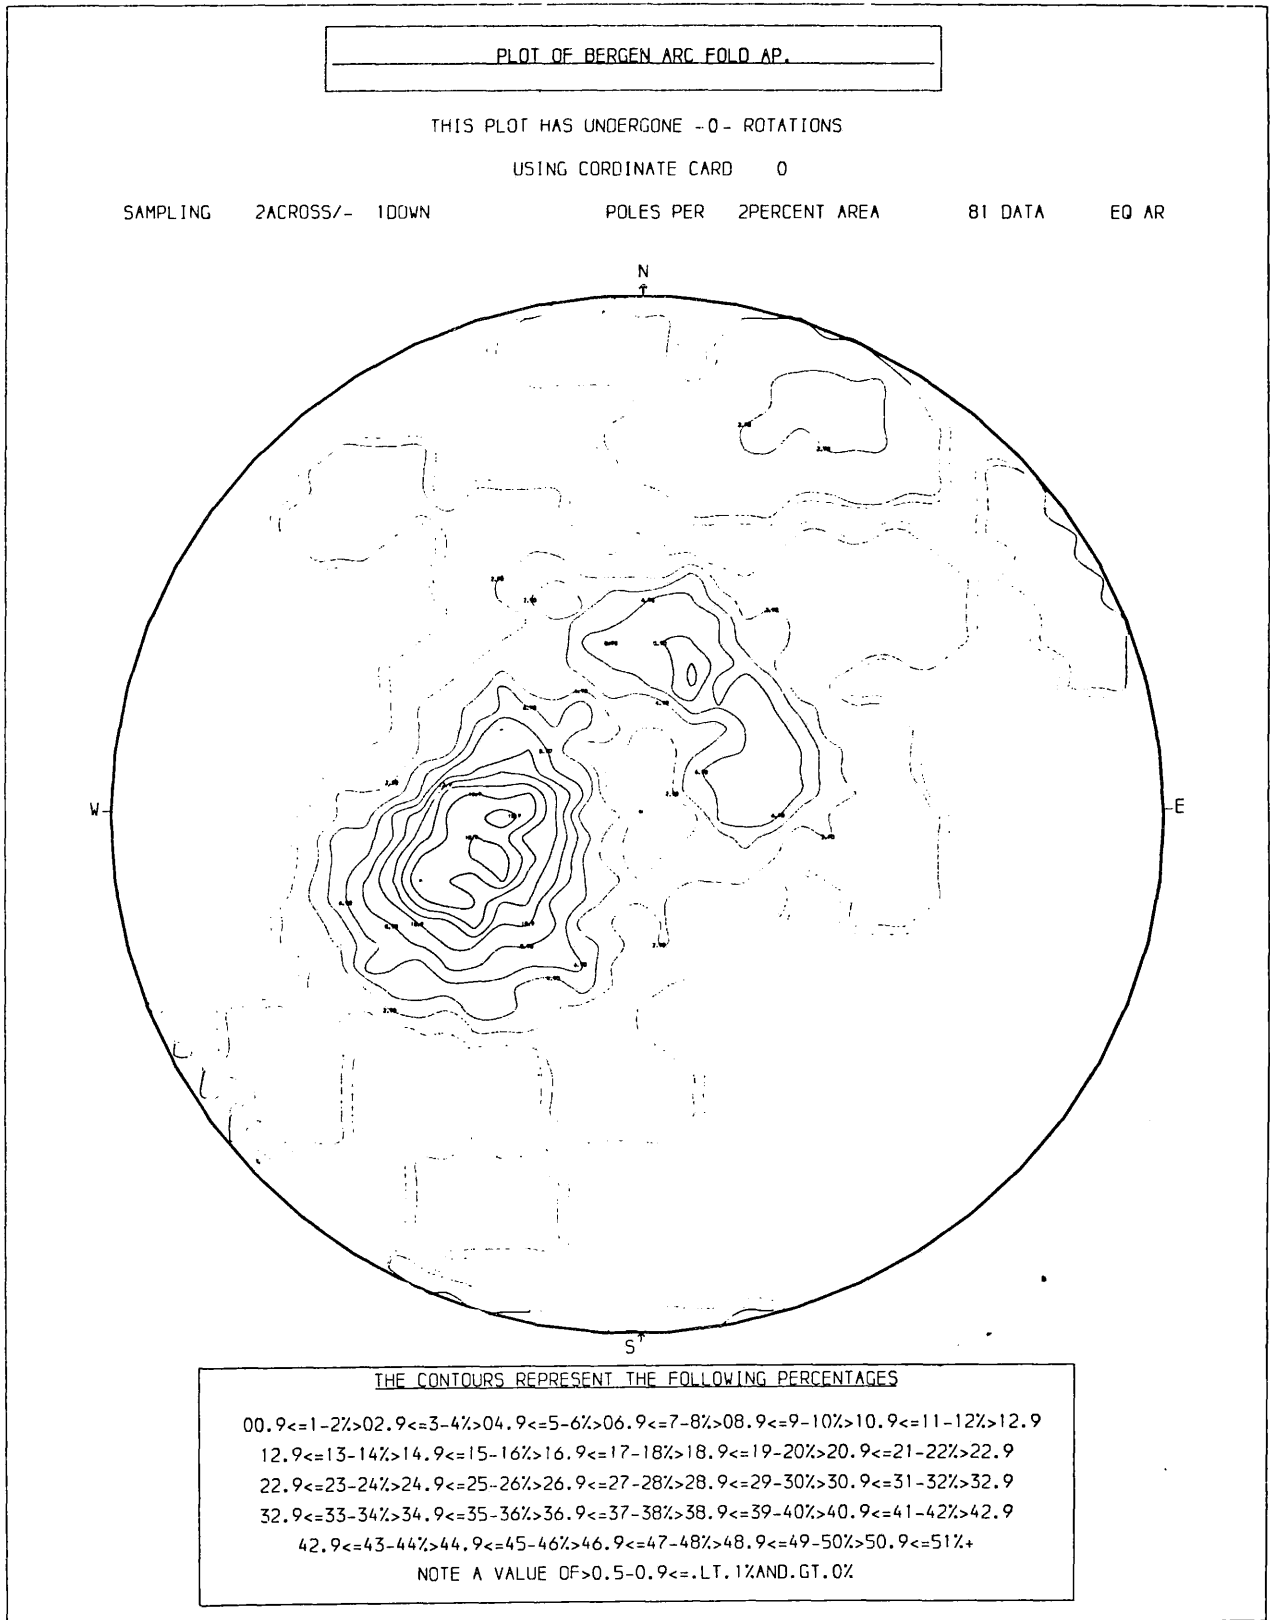 PLOT OF BERGEN ARC FOLD AP.
THIS PLOT HAS UNDERGONE -0- ROTATIONS
USING CORDINATE CARD 0
SAMPLING 2ACROSS/- 1DOWN POLES PER 2PERCENT AREA 81 DATA EQ AR
N
W
E
S
THE CONTOURS REPRESENT THE FOLLOWING PERCENTAGES
00.9<=1-2%>02.9<=3-4%>04.9<=5-6%>06.9<=7-8%>08.9<=9-10%>10.9<=11-12%>12.9
12.9<=13-14%>14.9<=15-16%>16.9<=17-18%>18.9<=19-20%>20.9<=21-22%>22.9
22.9<=23-24%>24.9<=25-26%>26.9<=27-28%>28.9<=29-30%>30.9<=31-32%>32.9
32.9<=33-34%>34.9<=35-36%>36.9<=37-38%>38.9<=39-40%>40.9<=41-42%>42.9
42.9<=43-44%>44.9<=45-46%>46.9<=47-48%>48.9<=49-50%>50.9<=51%+
NOTE A VALUE OF>0.5-0.9<=.LT.1%AND.GT.0%